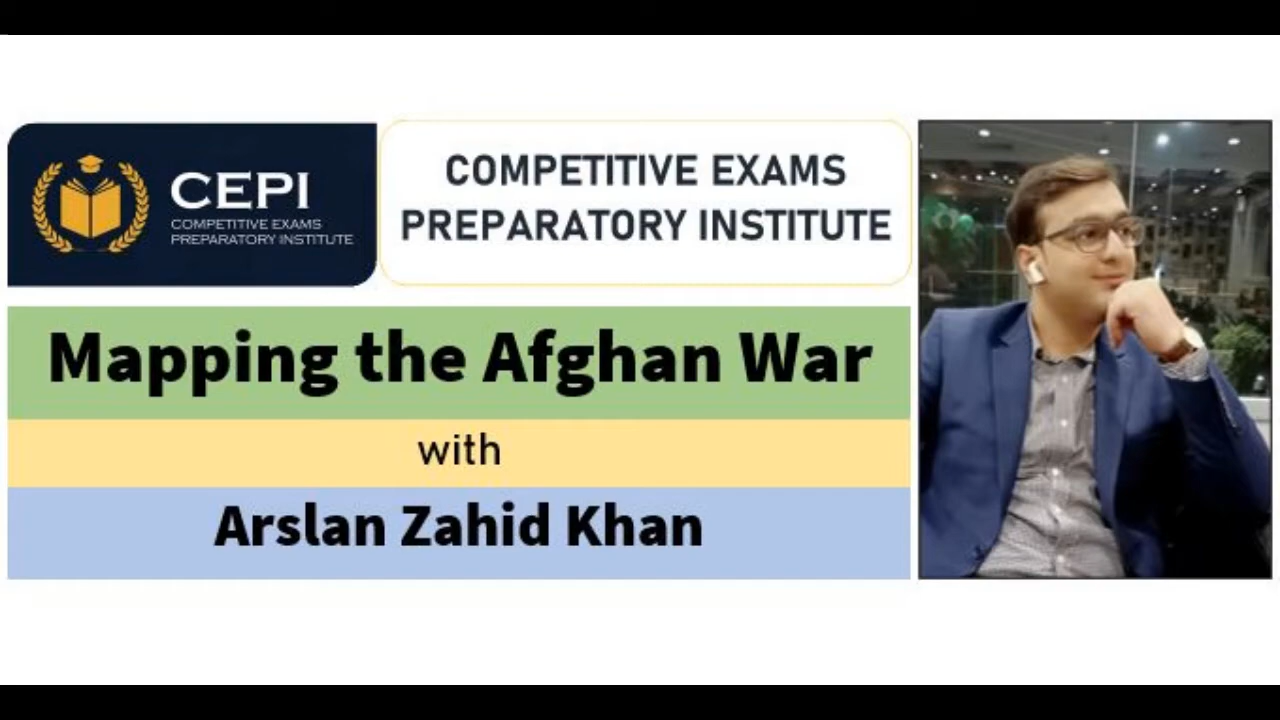 CEPI
COMPETITIVE EXAMS
PREPARATORY INSTITUTE
COMPETITIVE EXAMS
PREPARATORY INSTITUTE
Mapping the Afghan War
with
Arslan Zahid Khan